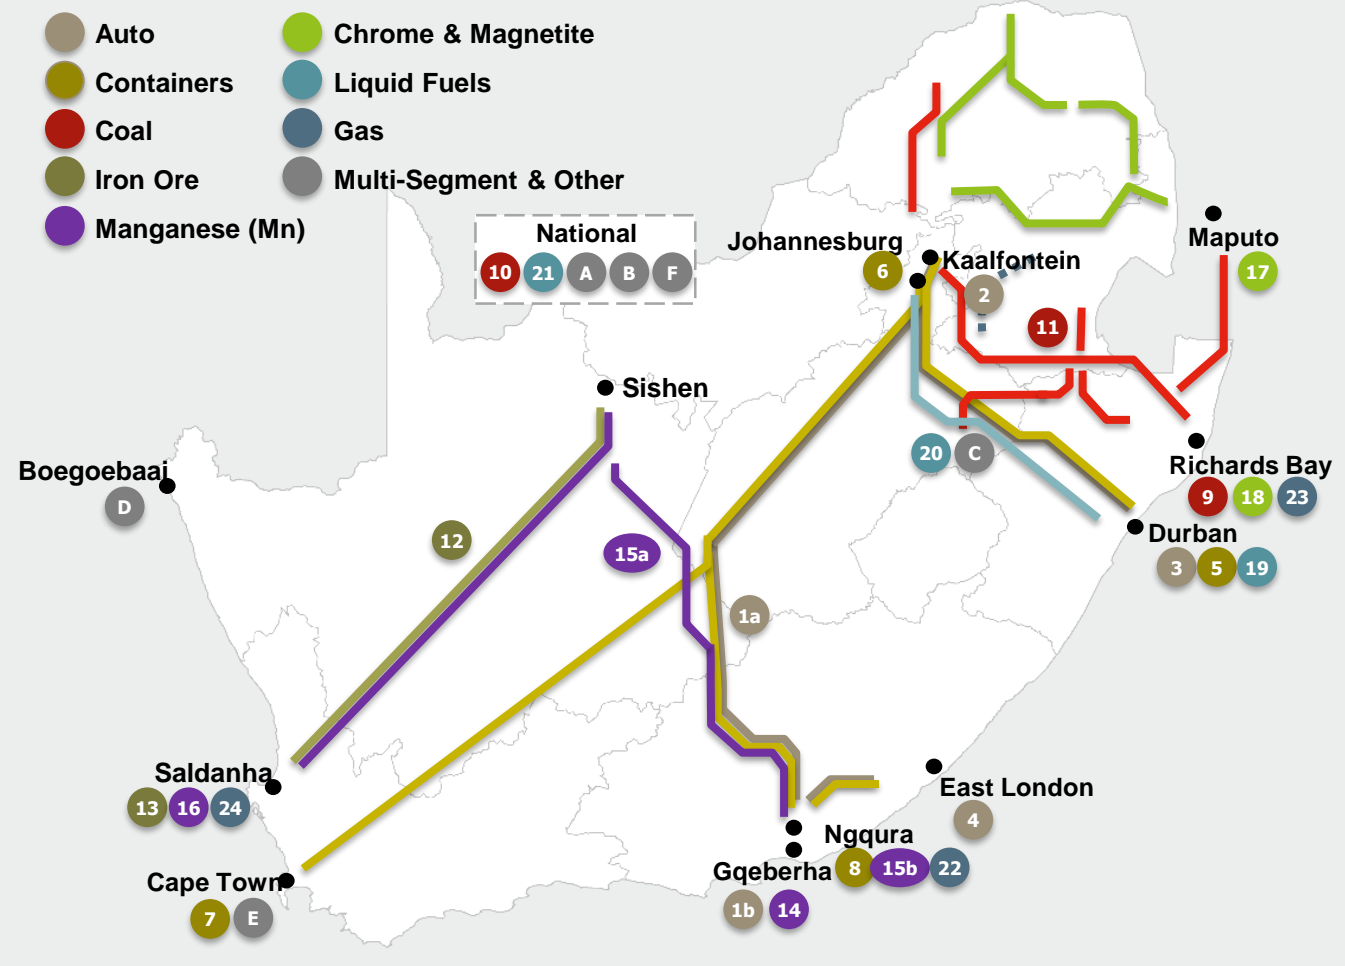 Auto
Containers
Coal
Iron Ore
Manganese (Mn)
Chrome & Magnetite
Liquid Fuels
Gas
Multi-Segment & Other
National
10 21 A B F
Johannesburg
6
Kaalfontein
2
Maputo
17
11
Sishen
Boegoebaai
D
20 C
Richards Bay
9 18 23
Durban
3 5 19
12
15a
1a
Saldanha
13 16 24
East London
4
Ngqura
8 15b 22
Gqeberha
1b 14
Cape Town
7 E